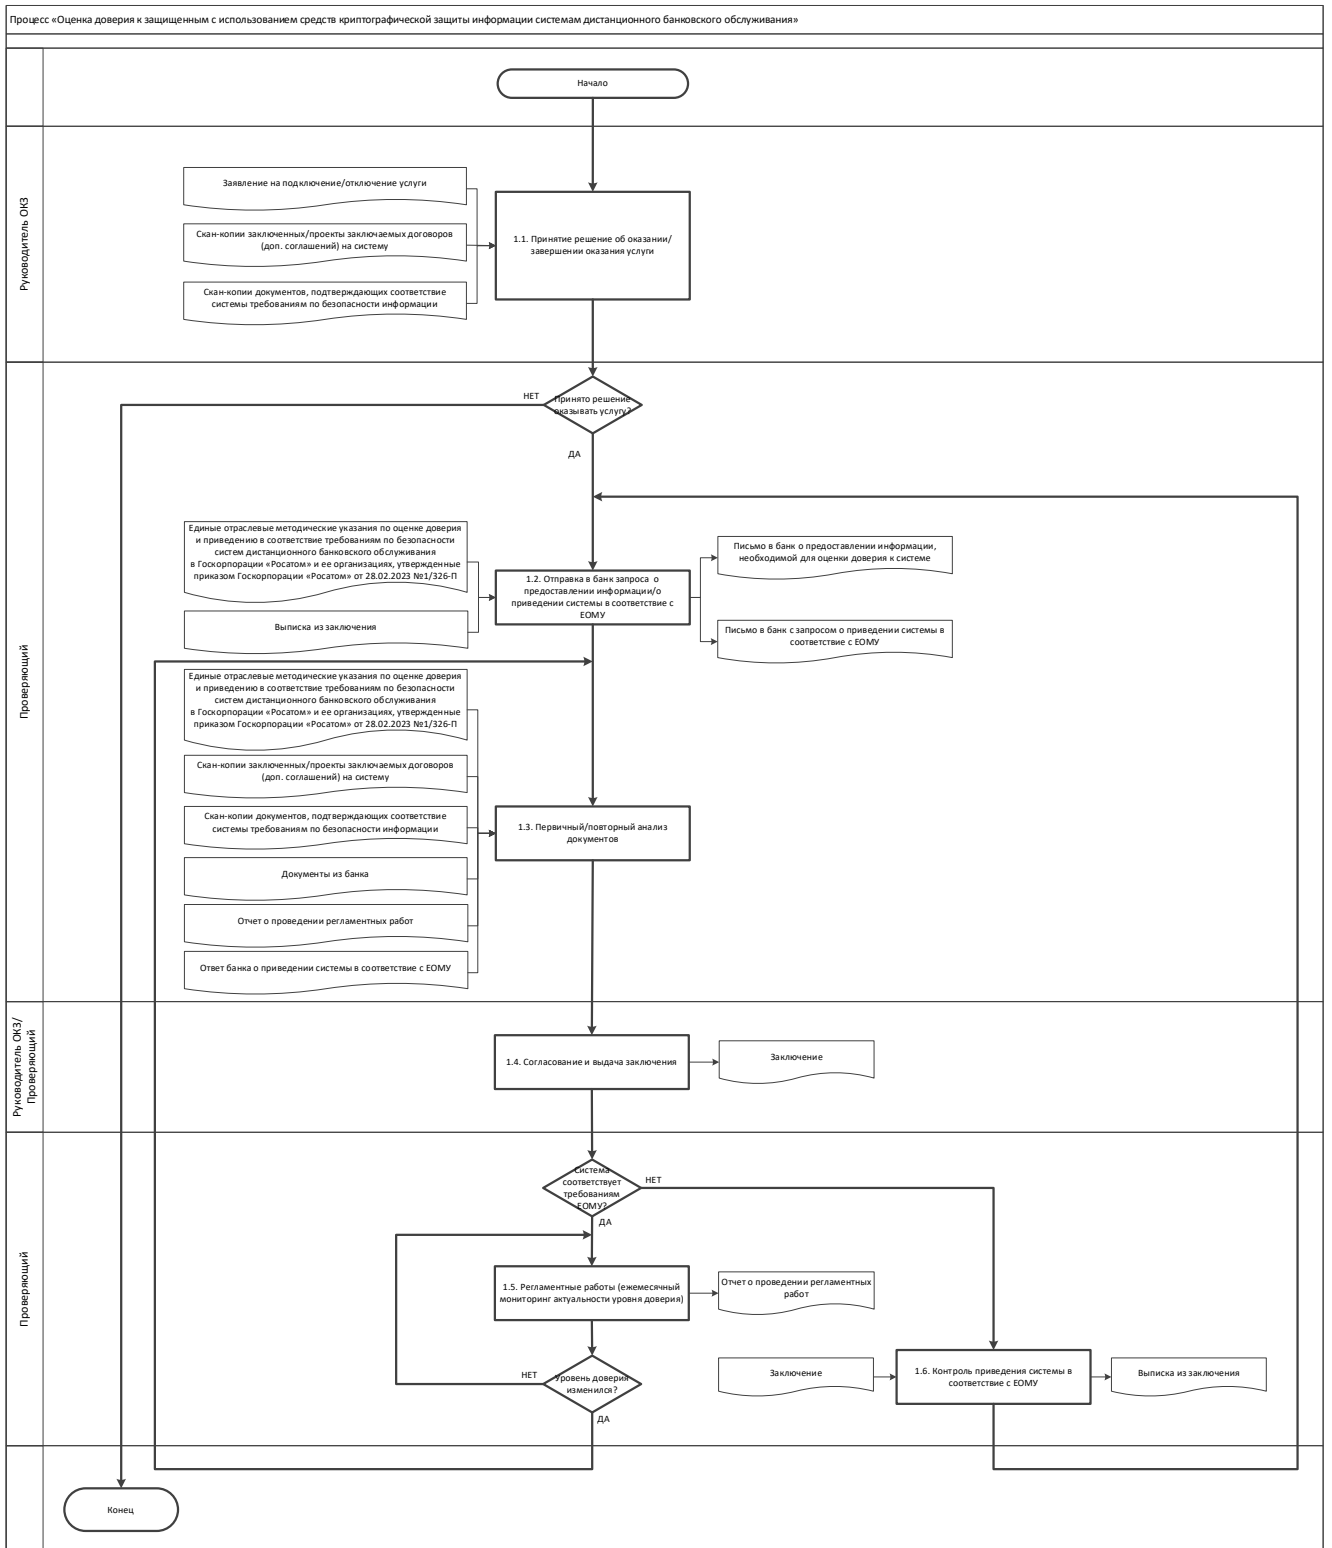 Процесс «Оценка доверия к защищенным с использованием средств криптографической защиты информации системам дистанционного банковского обслуживания»
Начало
Руководитель ОКЗ
Заявление на подключение/отключение услуги
Скан-копии заключенных/проекты заключаемых договоров
(доп. соглашений) на систему
Скан-копии документов, подтверждающих соответствие
системы требованиям по безопасности информации
1.1. Принятие решение об оказании/
завершении оказания услуги
Проверяющий
НЕТ
Принято решение
оказывать услугу?
ДА
Единые отраслевые методические указания по оценке доверия
и приведению в соответствие требованиям по безопасности
систем дистанционного банковского обслуживания
в Госкорпорации «Росатом» и ее организациях, утвержденные
приказом Госкорпорации «Росатом» от 28.02.2023 №1/326-П
Выписка из заключения
1.2. Отправка в банк запроса о
предоставлении информации/о
приведении системы в соответствие с
ЕОМУ
Письмо в банк о предоставлении информации,
необходимой для оценки доверия к системе
Письмо в банк с запросом о приведении системы в
соответствие с ЕОМУ
Единые отраслевые методические указания по оценке доверия
и приведению в соответствие требованиям по безопасности
систем дистанционного банковского обслуживания
в Госкорпорации «Росатом» и ее организациях, утвержденные
приказом Госкорпорации «Росатом» от 28.02.2023 №1/326-П
Скан-копии заключенных/проекты заключаемых договоров
(доп. соглашений) на систему
Скан-копии документов, подтверждающих соответствие
системы требованиям по безопасности информации
Документы из банка
Отчет о проведении регламентных работ
Ответ банка о приведении системы в соответствие с ЕОМУ
1.3. Первичный/повторный анализ
документов
Руководитель ОКЗ/
Проверяющий
1.4. Согласование и выдача заключения
Заключение
Проверяющий
Система
соответствует
требованиям
ЕОМУ?
НЕТ
ДА
1.5. Регламентные работы (ежемесячный
мониторинг актуальности уровня доверия)
Отчет о проведении регламентных
работ
НЕТ
Уровень доверия
изменился?
ДА
Заключение
1.6. Контроль приведения системы в
соответствие с ЕОМУ
Выписка из заключения
Конец